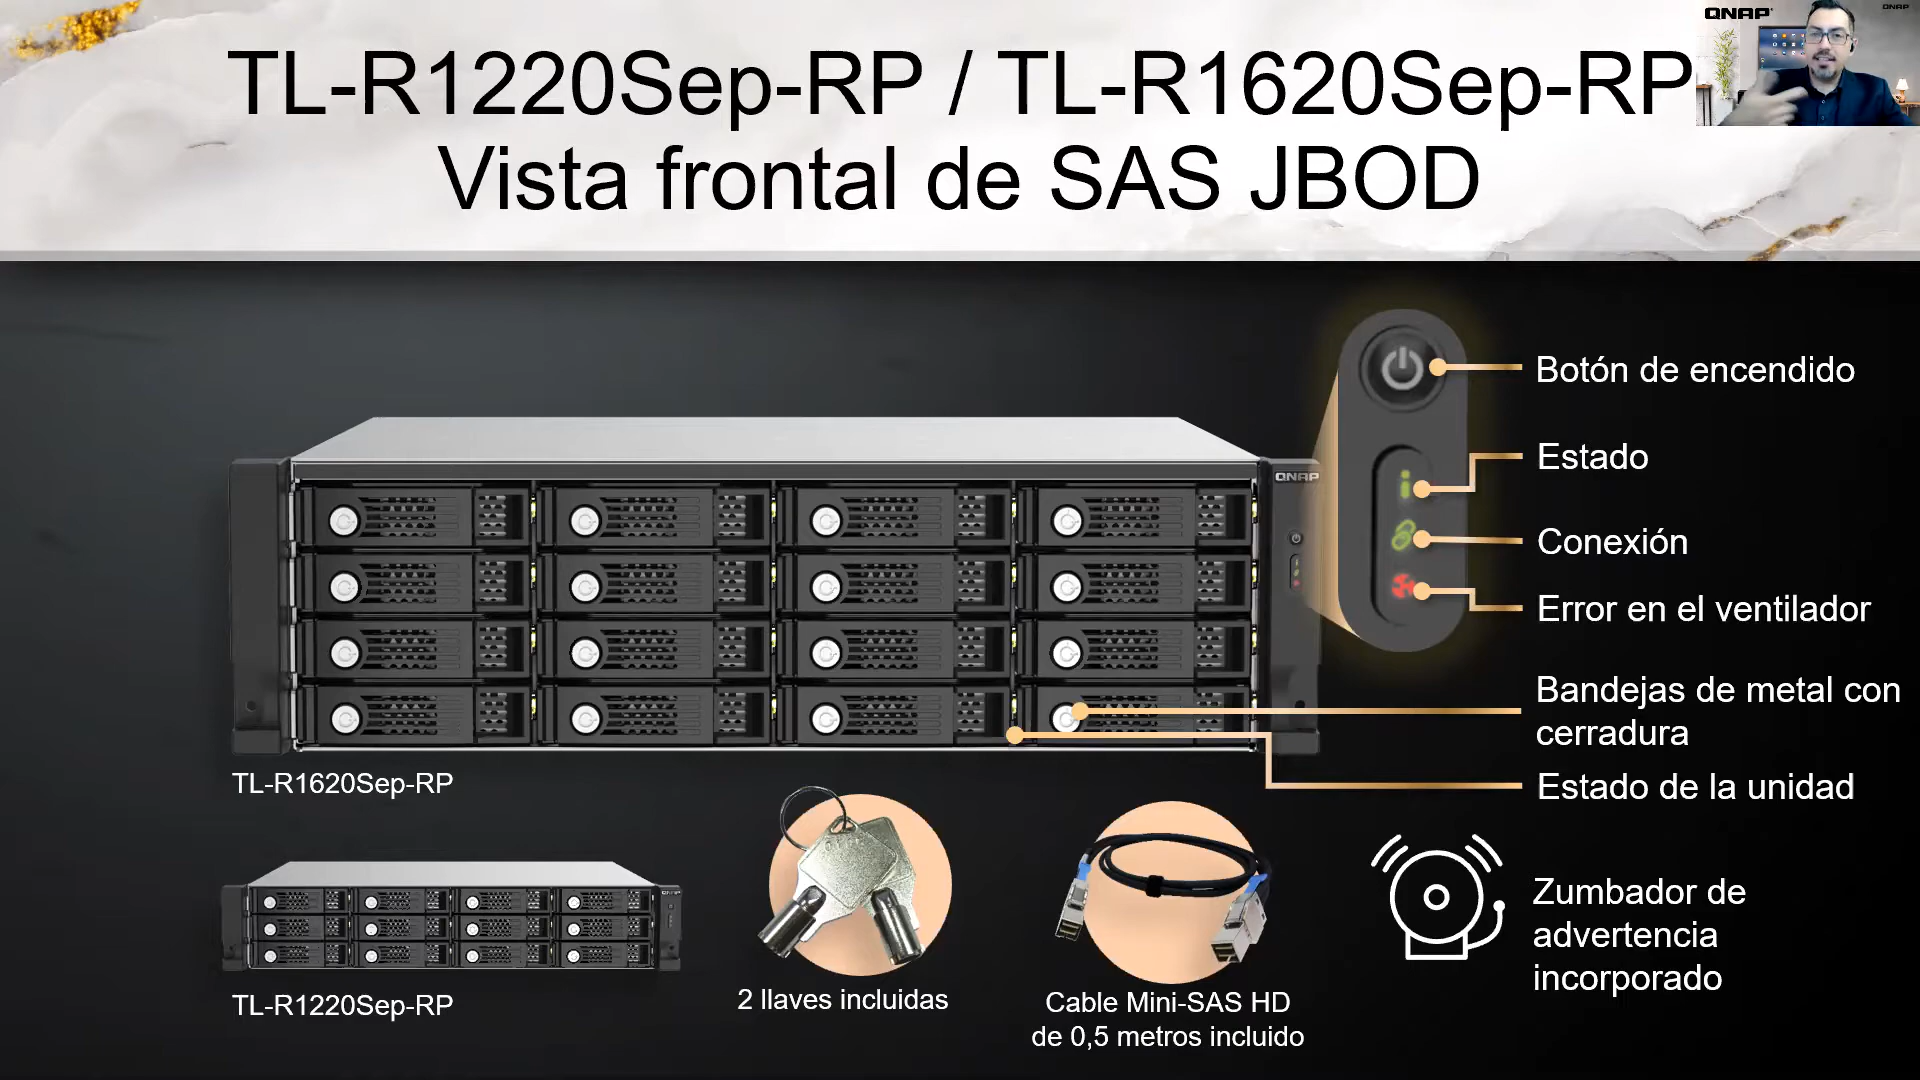 TL-R1220Sep-RP / TL-R1620Sep-RP
Vista frontal de SAS JBOD
QNAP
QNAP
QNAP
Botón de encendido
Estado
Conexión
Error en el ventilador
Bandejas de metal con
cerradura
Estado de la unidad
TL-R1620Sep-RP
TL-R1220Sep-RP
2 llaves incluidas
Cable Mini-SAS HD
de 0,5 metros incluido
Zumbador de
advertencia
incorporado